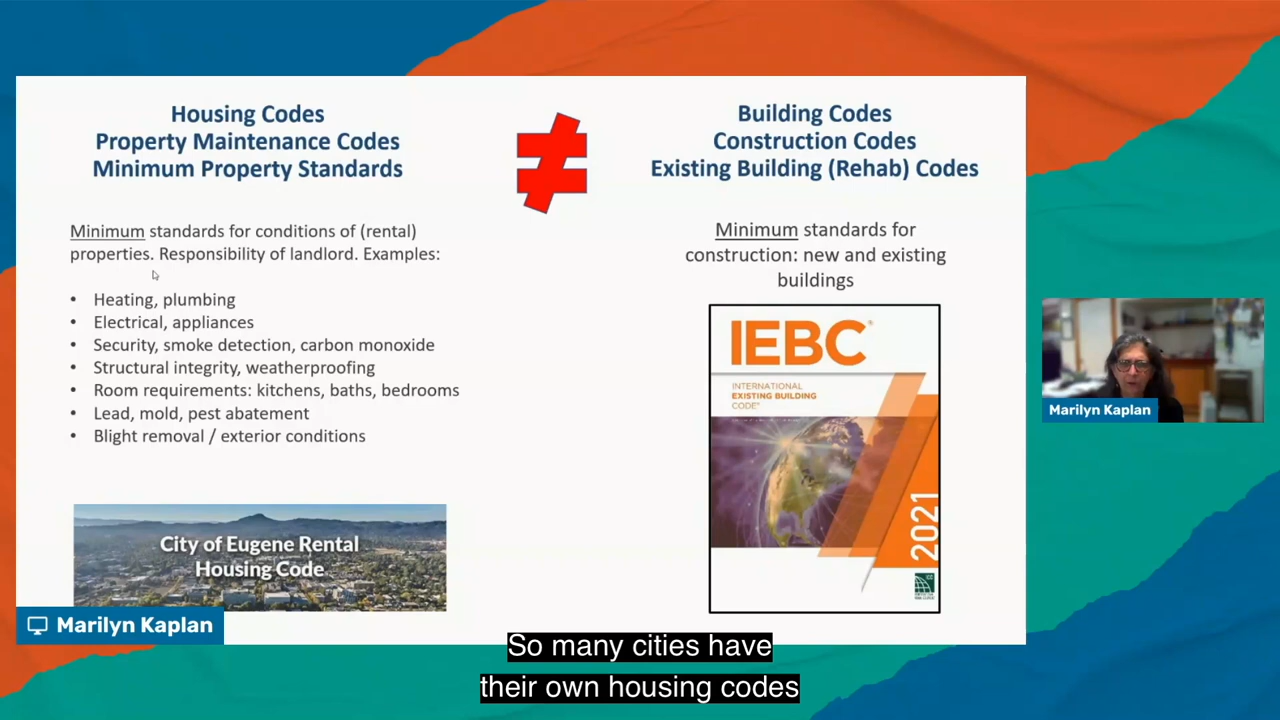 Housing Codes
Property Maintenance Codes
Minimum Property Standards
Minimum standards for conditions of (rental)
properties. Responsibility of landlord. Examples:
• Heating, plumbing
• Electrical, appliances
• Security, smoke detection, carbon monoxide
• Structural integrity, weatherproofing
• Room requirements: kitchens, baths, bedrooms
• Lead, mold, pest abatement
• Blight removal / exterior conditions
City of Eugene Rental
Housing Code
≠
Building Codes
Construction Codes
Existing Building (Rehab) Codes
Minimum standards for
construction: new and existing
buildings
IEBC®
INTERNATIONAL
EXISTING BUILDING
CODE®
2021
Marilyn Kaplan
Marilyn Kaplan
So many cities have
their own housing codes